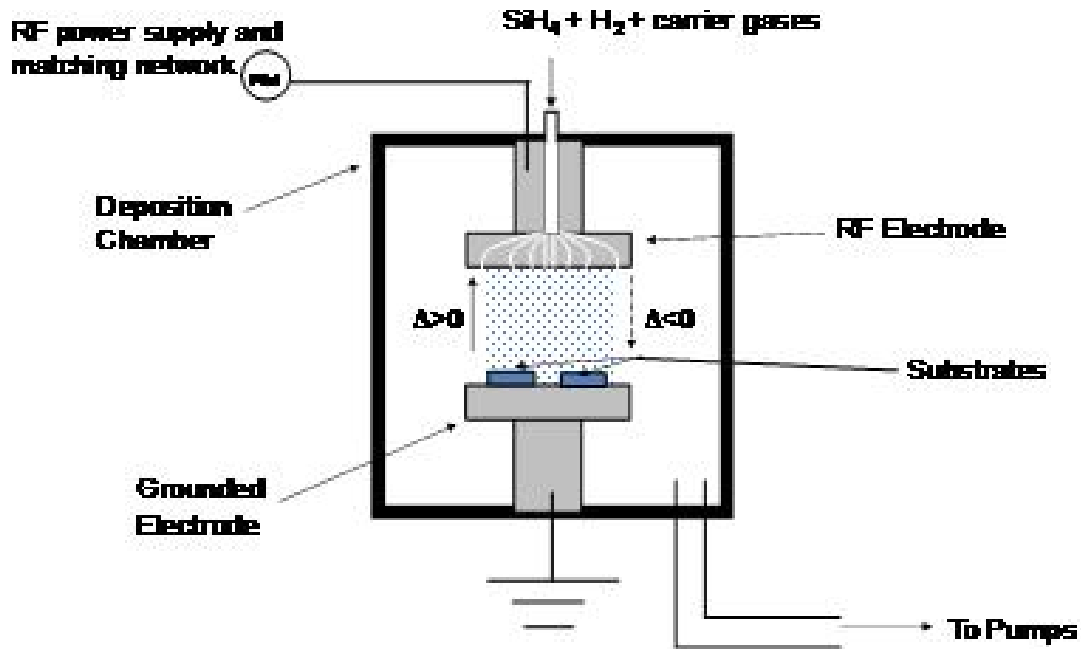 RF power supply and
matching network
SiH₄ + H₂ + carrier gases
Deposition
Chamber
RF Electrode
Δ>0
Δ<0
Substrates
Grounded
Electrode
To Pumps